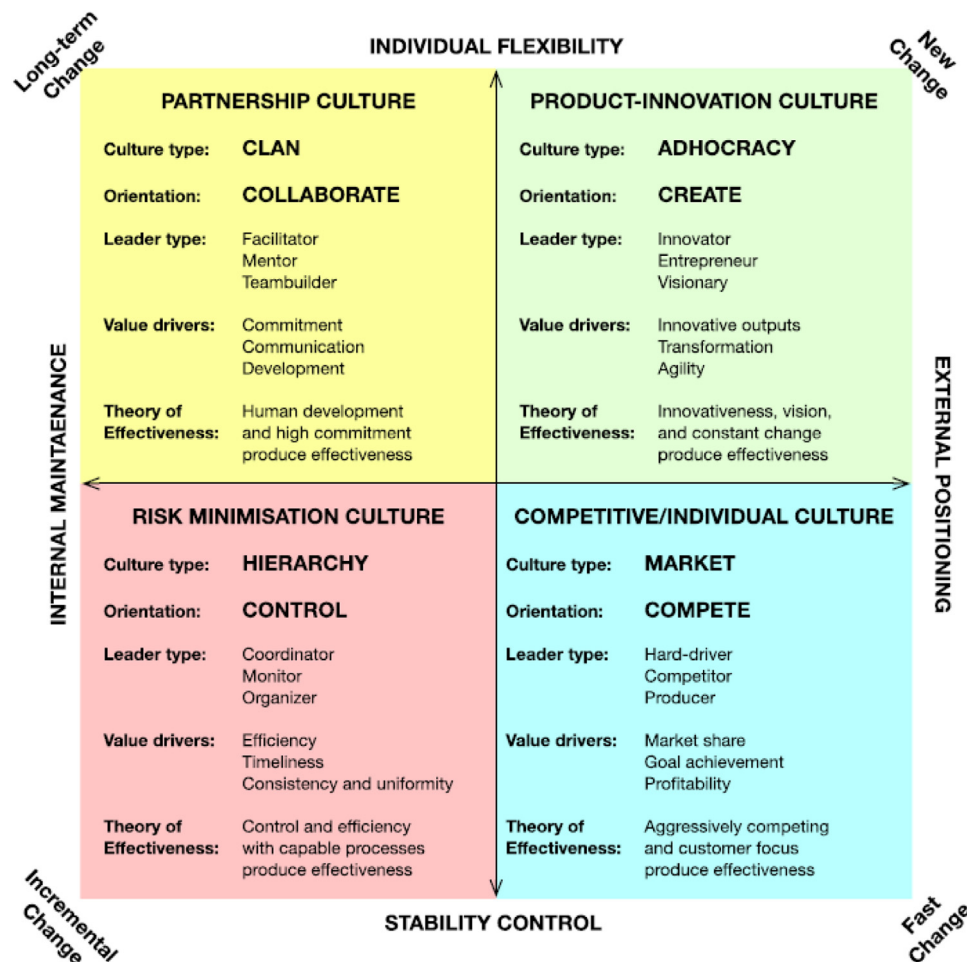 Long-term
Change
INDIVIDUAL FLEXIBILITY
New
Change
PARTNERSHIP CULTURE
Culture type: CLAN
Orientation: COLLABORATE
Leader type: Facilitator
Mentor
Teambuilder
Value drivers: Commitment
Communication
Development
Theory of Human development
Effectiveness: and high commitment
produce effectiveness
PRODUCT-INNOVATION CULTURE
Culture type: ADHOCRACY
Orientation: CREATE
Leader type: Innovator
Entrepreneur
Visionary
Value drivers: Innovative outputs
Transformation
Agility
Theory of Innovativeness, vision,
Effectiveness: and constant change
produce effectiveness
INTERNAL MAINTAENANCE
EXTERNAL POSITIONING
RISK MINIMISATION CULTURE
Culture type: HIERARCHY
Orientation: CONTROL
Leader type: Coordinator
Monitor
Organizer
Value drivers: Efficiency
Timeliness
Consistency and uniformity
Theory of Control and efficiency
Effectiveness: with capable processes
produce effectiveness
COMPETITIVE/INDIVIDUAL CULTURE
Culture type: MARKET
Orientation: COMPETE
Leader type: Hard-driver
Competitor
Producer
Value drivers: Market share
Goal achievement
Profitability
Theory of Aggressively competing
Effectiveness: and customer focus
produce effectiveness
Incremental
Change
STABILITY CONTROL
Fast
Change